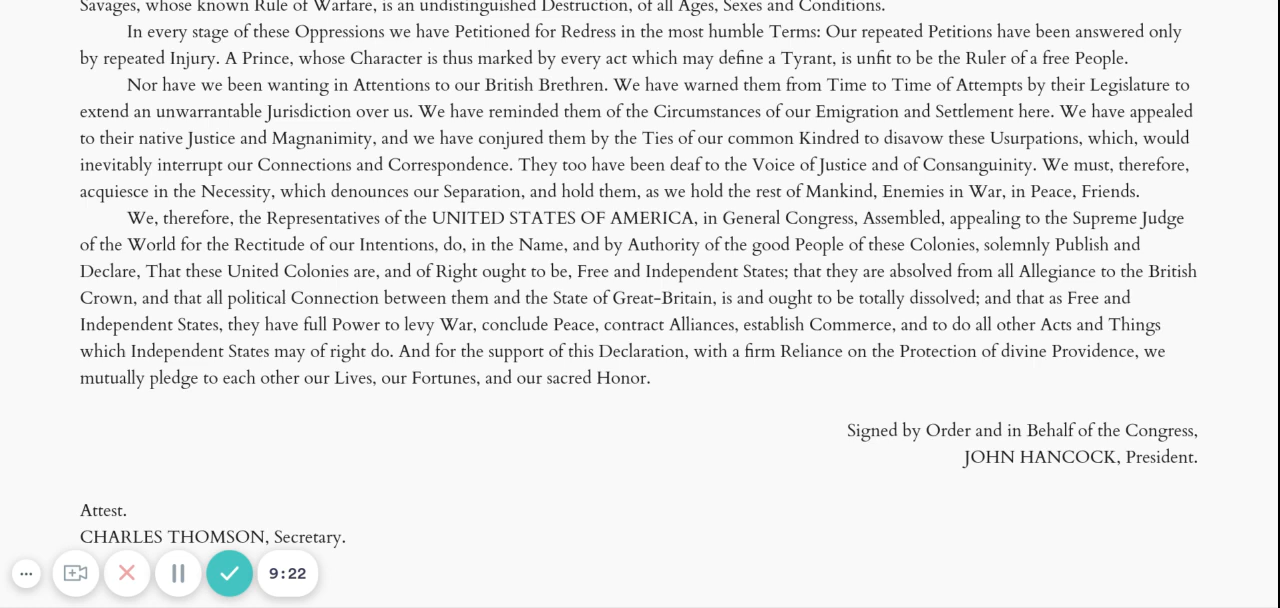 Savages, whose known Rule of Warfare, is an undistinguished Destruction, of all Ages, Sexes and Conditions.
In every stage of these Oppressions we have Petitioned for Redress in the most humble Terms: Our repeated Petitions have been answered only
by repeated Injury. A Prince, whose Character is thus marked by every act which may define a Tyrant, is unfit to be the Ruler of a free People.
Nor have we been wanting in Attentions to our British Brethren. We have warned them from Time to Time of Attempts by their Legislature to
extend an unwarrantable Jurisdiction over us. We have reminded them of the Circumstances of our Emigration and Settlement here. We have appealed
to their native Justice and Magnanimity, and we have conjured them by the Ties of our common Kindred to disavow these Usurpations, which, would
inevitably interrupt our Connections and Correspondence. They too have been deaf to the Voice of Justice and of Consanguinity. We must, therefore,
acquiesce in the Necessity, which denounces our Separation, and hold them, as we hold the rest of Mankind, Enemies in War, in Peace, Friends.
We, therefore, the Representatives of the UNITED STATES OF AMERICA, in General Congress, Assembled, appealing to the Supreme Judge
of the World for the Rectitude of our Intentions, do, in the Name, and by Authority of the good People of these Colonies, solemnly Publish and
Declare, That these United Colonies are, and of Right ought to be, Free and Independent States; that they are absolved from all Allegiance to the British
Crown, and that all political Connection between them and the State of Great-Britain, is and ought to be totally dissolved; and that as Free and
Independent States, they have full Power to levy War, conclude Peace, contract Alliances, establish Commerce, and to do all other Acts and Things
which Independent States may of right do. And for the support of this Declaration, with a firm Reliance on the Protection of divine Providence, we
mutually pledge to each other our Lives, our Fortunes, and our sacred Honor.
Signed by Order and in Behalf of the Congress,
JOHN HANCOCK, President.
Attest.
CHARLES THOMSON, Secretary.
9:22